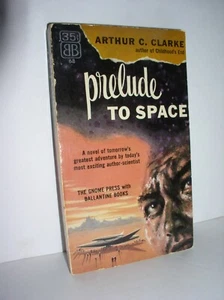 35¢
BB
68
ARTHUR C. CLARKE
author of Childhood's End
prelude
TO SPACE
A novel of tomorrow's
greatest adventure by today's
most exciting author-scientist
THE GNOME PRESS with
BALLANTINE BOOKS